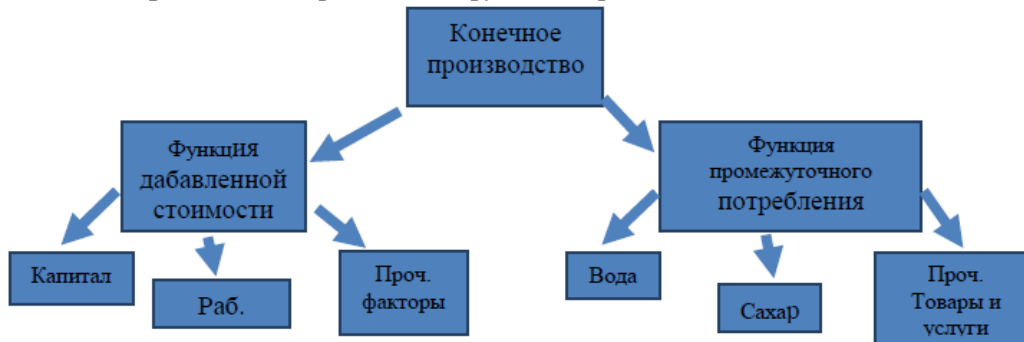 Конечное
производство
Функция
дабавленной
стоимости
Функция
промежуточного
потребления
Капитал
Раб.
Проч.
факторы
Вода
Сахар
Проч.
Товары и
услуги